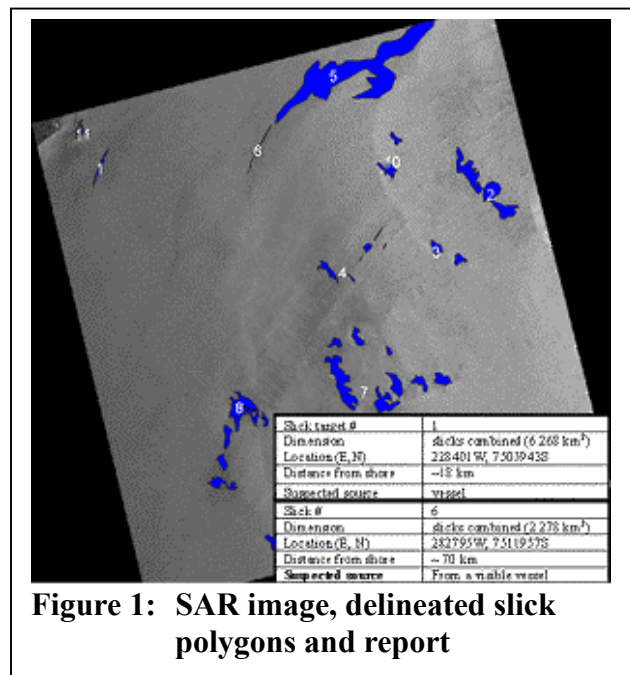 5
11
6
10
1
2
3
4
7
8
Slick target # 1
Dimension slicks combined (6.268 km²)
Location (E, N) 228401W, 7503943S
Distance from shore ~18 km
Suspected source vessel
Slick # 6
Dimension slicks combined (2.278 km²)
Location (E, N) 282795W, 7511957S
Distance from shore ~ 70 km
Suspected source From a visible vessel
Figure 1: SAR image, delineated slick
polygons and report